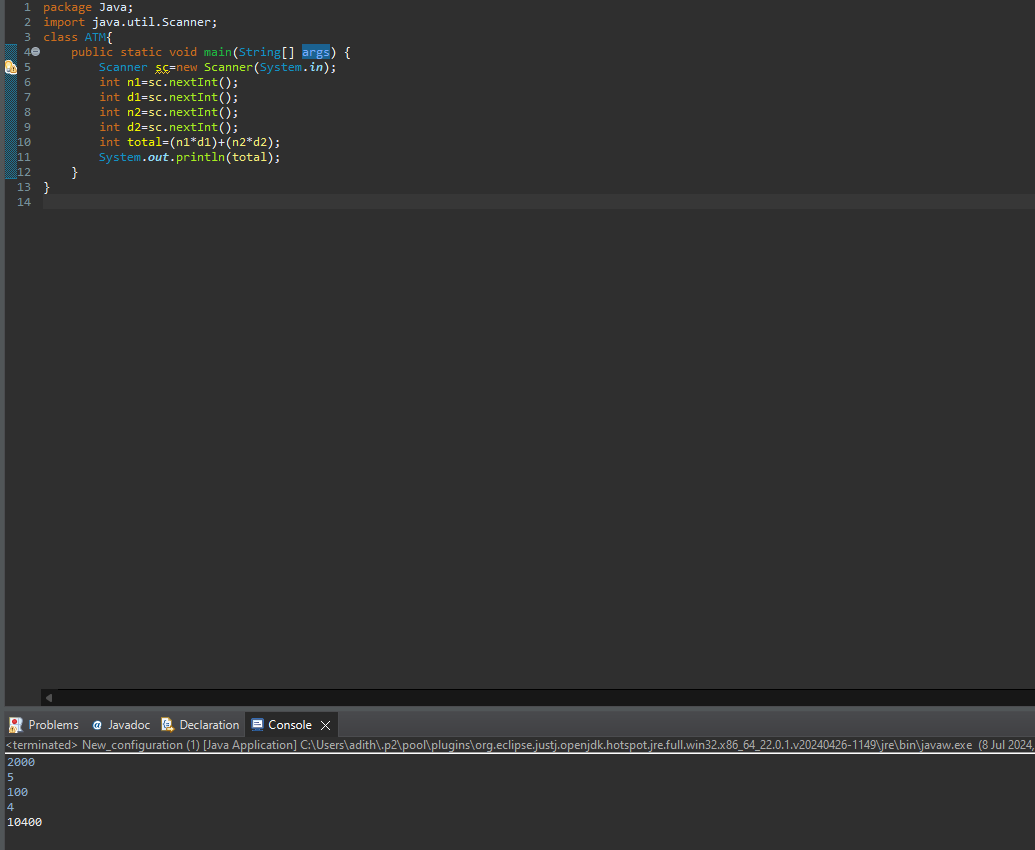 1 package Java;
2 import java.util.Scanner;
3 class ATM{
4 public static void main(String[] args) {
5 Scanner sc=new Scanner(System.in);
6 int n1=sc.nextInt();
7 int d1=sc.nextInt();
8 int n2=sc.nextInt();
9 int d2=sc.nextInt();
10 int total=(n1*d1)+(n2*d2);
11 System.out.println(total);
12 }
13 }
14
Problems Javadoc Declaration Console
<terminated> New_configuration (1) [Java Application] C:\Users\adith\.p2\pool\plugins\org.eclipse.justj.openjdk.hotspot.jre.full.win32.x86_64_22.0.1.v20240426-1149\jre\bin\javaw.exe (8 Jul 2024,
2000
5
100
4
10400